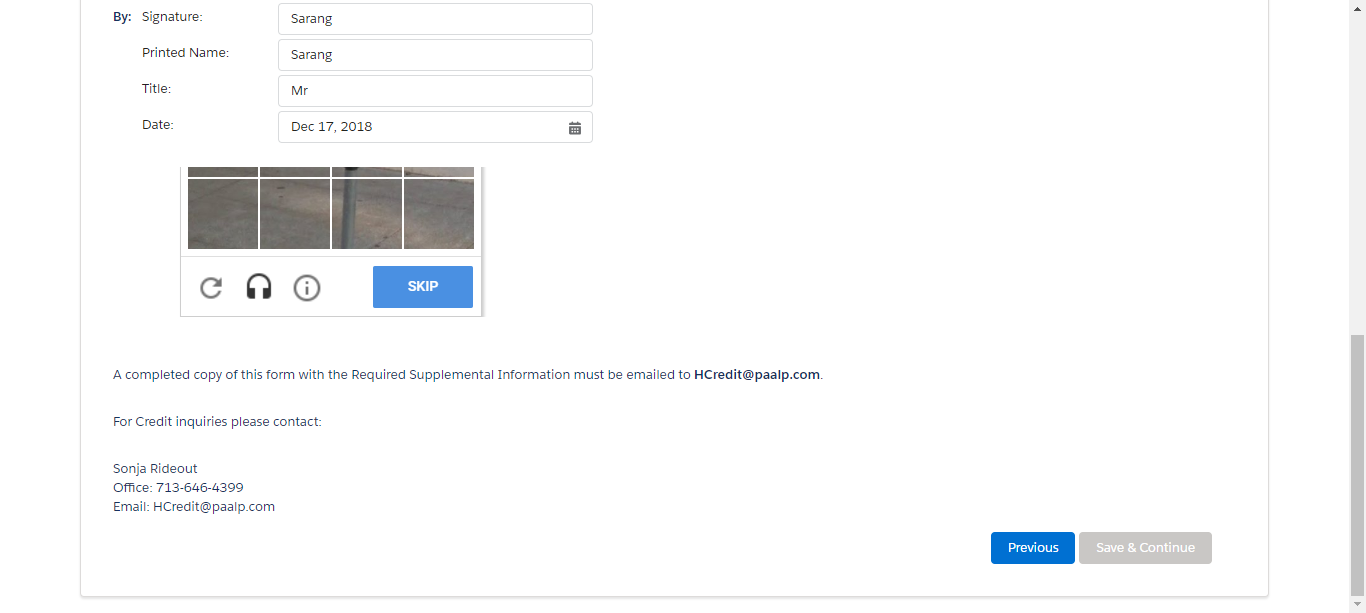 By: Signature: Sarang
Printed Name: Sarang
Title: Mr
Date: Dec 17, 2018
SKIP
A completed copy of this form with the Required Supplemental Information must be emailed to HCredit@paalp.com.
For Credit inquiries please contact:
Sonja Rideout
Office: 713-646-4399
Email: HCredit@paalp.com
Previous Save & Continue